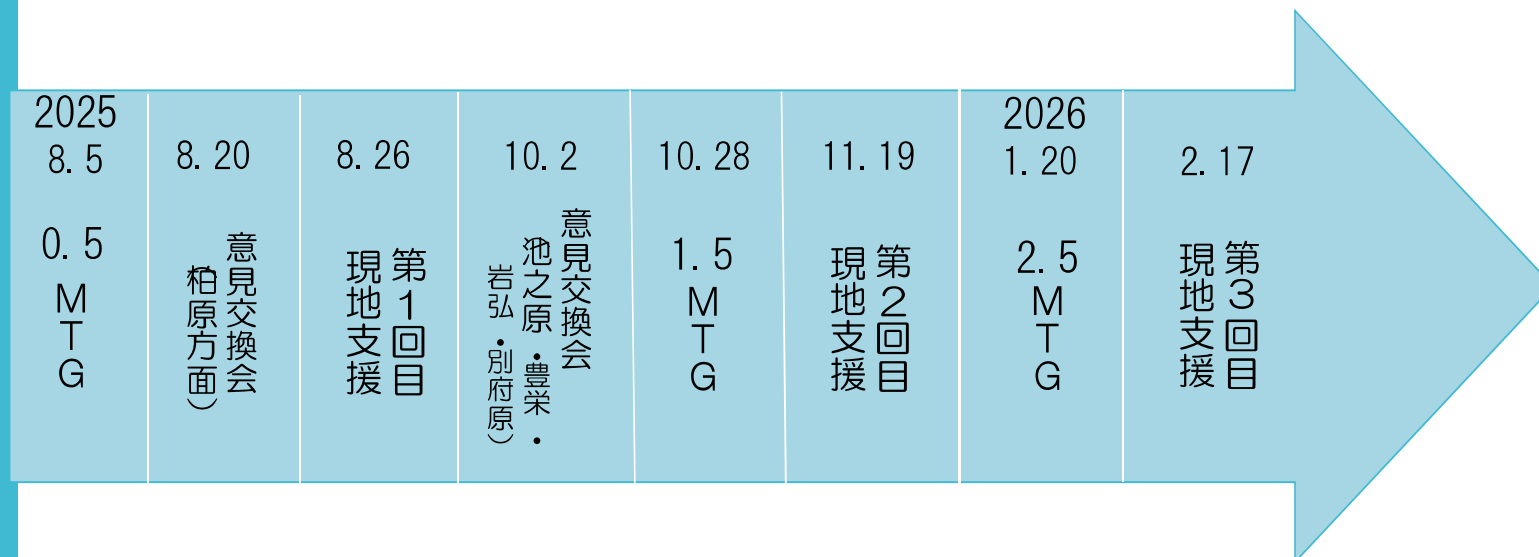 2025
8.5
0.5
MTG
8.20
意見交換会
(柏原方面)
8.26
第1回目
現地支援
10.2
意見交換会
(池之原・豊栄・
岩弘・別府原)
10.28
1.5
MTG
11.19
第2回目
現地支援
2026
1.20
2.5
MTG
2.17
第3回目
現地支援